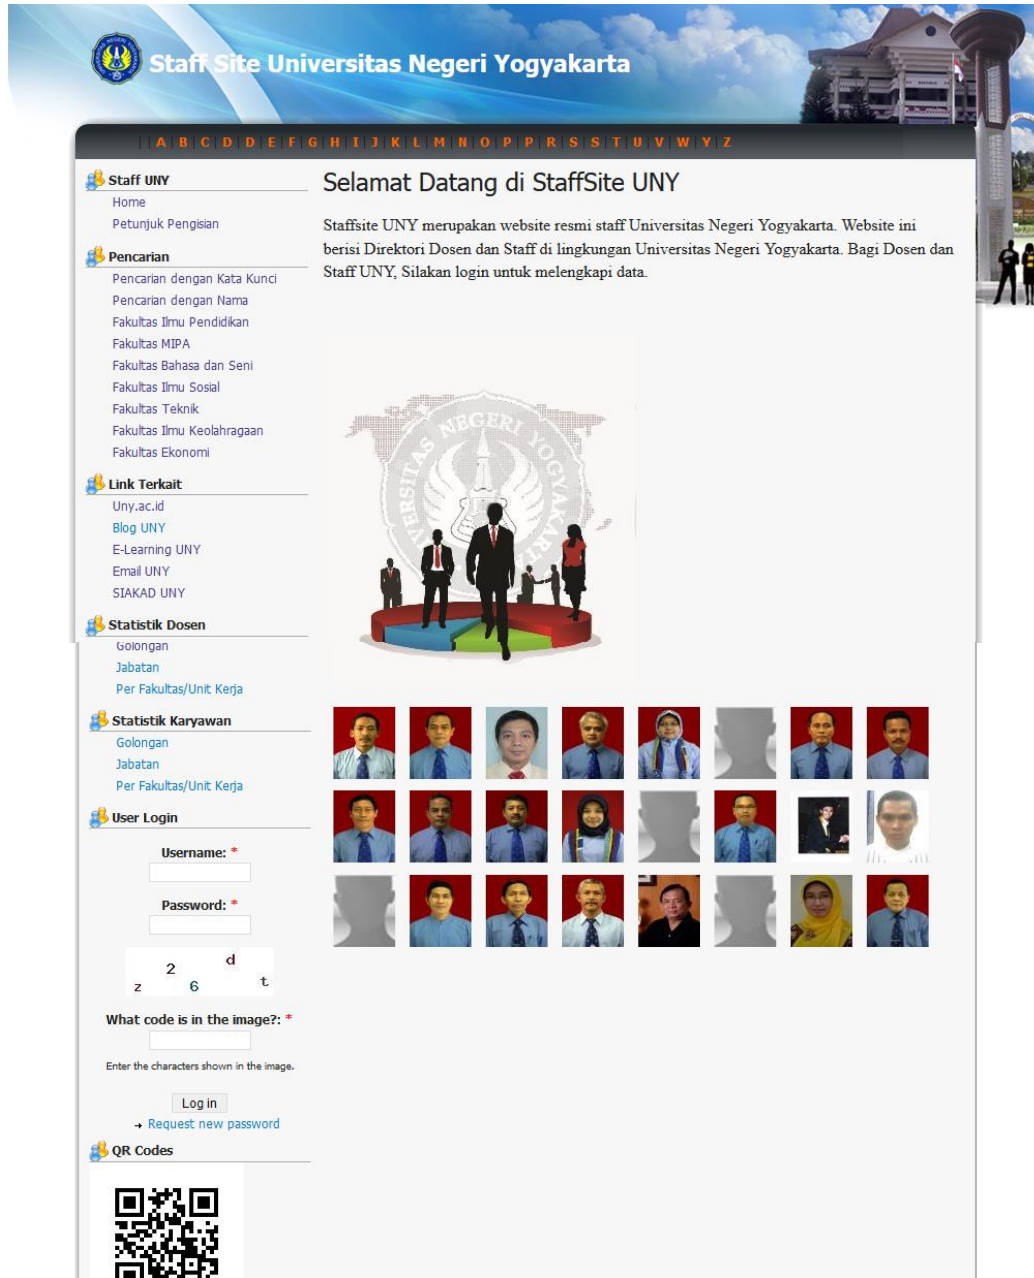 Staff Site Universitas Negeri Yogyakarta
| | A | B | C | D | D | E | F | G | H | I | J | K | L | M | N | O | P | P | R | S | S | T | U | V | W | Y | Z
Staff UNY
Home
Petunjuk Pengisian
Pencarian
Pencarian dengan Kata Kunci
Pencarian dengan Nama
Fakultas Ilmu Pendidikan
Fakultas MIPA
Fakultas Bahasa dan Seni
Fakultas Ilmu Sosial
Fakultas Teknik
Fakultas Ilmu Keolahragaan
Fakultas Ekonomi
Link Terkait
Uny.ac.id
Blog UNY
E-Learning UNY
Email UNY
SIAKAD UNY
Statistik Dosen
Golongan
Jabatan
Per Fakultas/Unit Kerja
Statistik Karyawan
Golongan
Jabatan
Per Fakultas/Unit Kerja
User Login
Username: *
Password: *
z 2 6 d t
What code is in the image?: *
Enter the characters shown in the image.
Log in
Request new password
QR Codes
Selamat Datang di StaffSite UNY
Staffsite UNY merupakan website resmi staff Universitas Negeri Yogyakarta. Website ini
berisi Direktori Dosen dan Staff di lingkungan Universitas Negeri Yogyakarta. Bagi Dosen dan
Staff UNY, Silakan login untuk melengkapi data.
NEGERI YOGYAKARTA